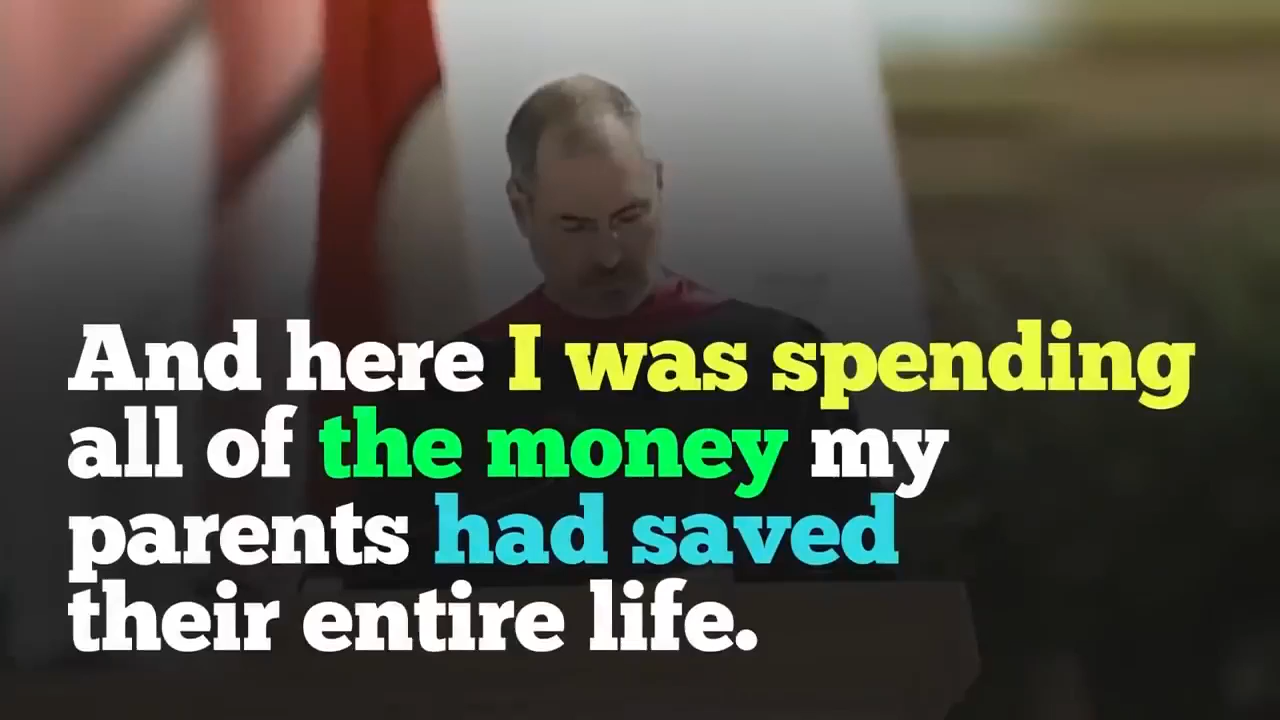 And here I was spending
all of the money my
parents had saved
their entire life.